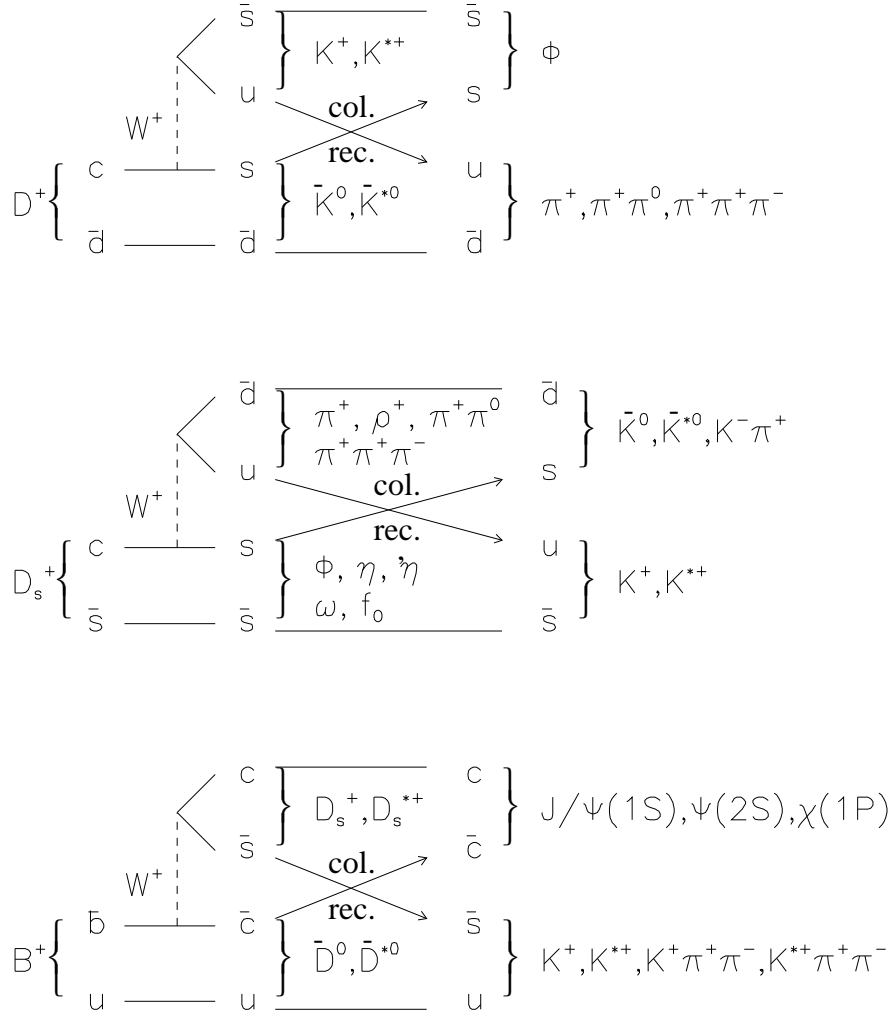 s̄ s̄
K⁺,K*⁺ ϕ
u s
col.
W⁺
rec.
c s u
D⁺ K̄⁰,K̄*⁰ π⁺,π⁺π⁰,π⁺π⁺π⁻
d̄ d̄ d̄
d̄ d̄
π⁺, ρ⁺, π⁺π⁰
π⁺π⁺π⁻
K̄⁰,K̄*⁰,K⁻π⁺
u s
col.
W⁺
rec.
c s u
Dₛ⁺ ϕ, η, ’η
ω, f₀
K⁺,K*⁺
s̄ s̄ s̄
c c
Dₛ⁺,Dₛ*⁺ J/Ψ(1S),Ψ(2S),χ(1P)
s̄ c̄
col.
W⁺
rec.
b̄ c̄ s̄
B⁺ D̄⁰,D̄*⁰ K⁺,K*⁺,K⁺π⁺π⁻,K*⁺π⁺π⁻
u u u